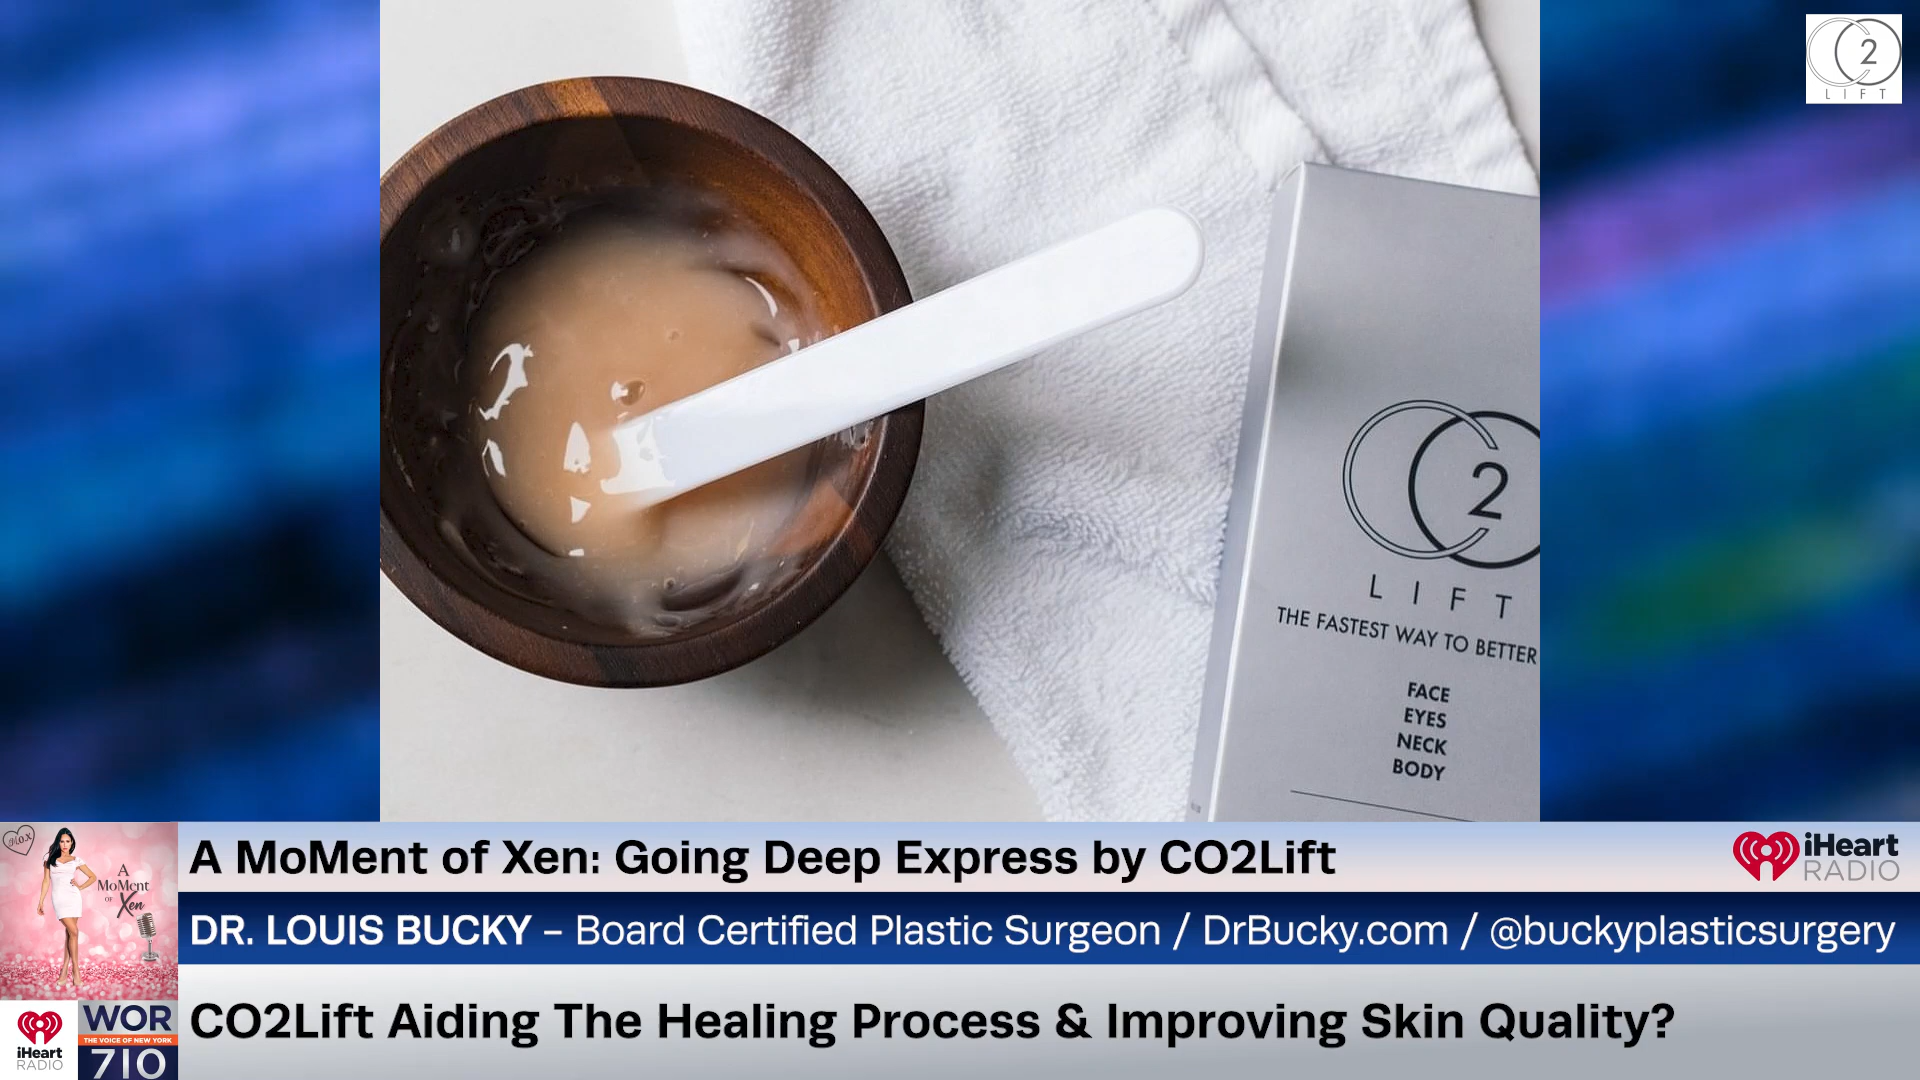 CO2
LIFT
CO2
LIFT
THE FASTEST WAY TO BETTER
FACE
EYES
NECK
BODY
M.O.X
A
MoMent
OF
Xen
A MoMent of Xen: Going Deep Express by CO2Lift
iHeart
RADIO
DR. LOUIS BUCKY – Board Certified Plastic Surgeon / DrBucky.com / @buckyplasticsurgery
iHeart
RADIO
WOR
THE VOICE OF NEW YORK
710
CO2Lift Aiding The Healing Process & Improving Skin Quality?